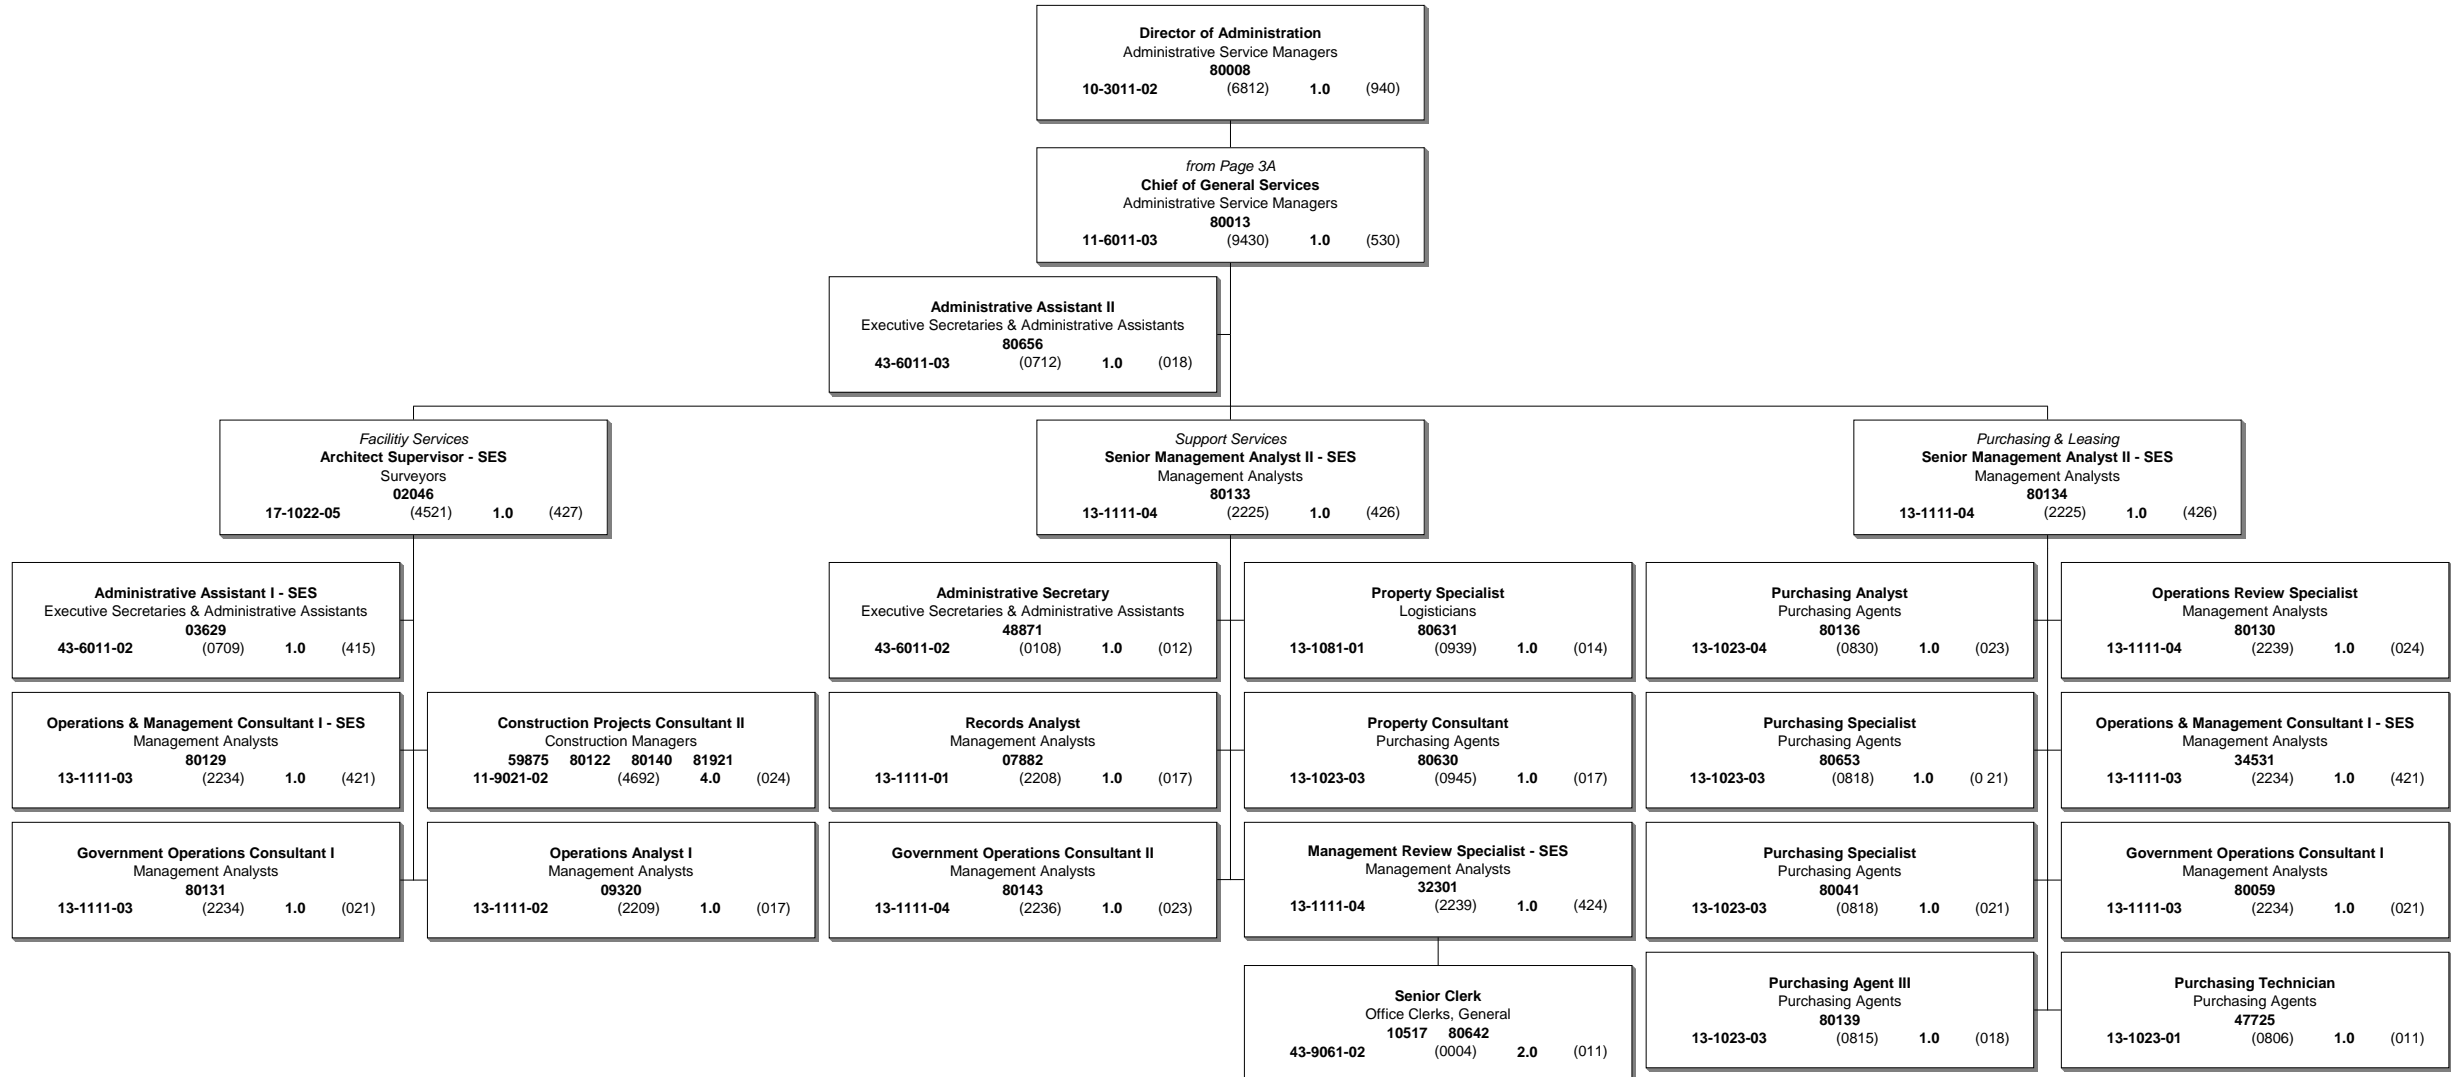 Director of Administration
Administrative Service Managers
80008
10-3011-02 (6812) 1.0 (940)
from Page 3A
Chief of General Services
Administrative Service Managers
80013
11-6011-03 (9430) 1.0 (530)
Administrative Assistant II
Executive Secretaries & Administrative Assistants
80656
43-6011-03 (0712) 1.0 (018)
Facilitiy Services
Architect Supervisor - SES
Surveyors
02046
17-1022-05 (4521) 1.0 (427)
Support Services
Senior Management Analyst II - SES
Management Analysts
80133
13-1111-04 (2225) 1.0 (426)
Purchasing & Leasing
Senior Management Analyst II - SES
Management Analysts
80134
13-1111-04 (2225) 1.0 (426)
Administrative Assistant I - SES
Executive Secretaries & Administrative Assistants
03629
43-6011-02 (0709) 1.0 (415)
Administrative Secretary
Executive Secretaries & Administrative Assistants
48871
43-6011-02 (0108) 1.0 (012)
Property Specialist
Logisticians
80631
13-1081-01 (0939) 1.0 (014)
Purchasing Analyst
Purchasing Agents
80136
13-1023-04 (0830) 1.0 (023)
Operations Review Specialist
Management Analysts
80130
13-1111-04 (2239) 1.0 (024)
Operations & Management Consultant I - SES
Management Analysts
80129
13-1111-03 (2234) 1.0 (421)
Construction Projects Consultant II
Construction Managers
59875 80122 80140 81921
11-9021-02 (4692) 4.0 (024)
Records Analyst
Management Analysts
07882
13-1111-01 (2208) 1.0 (017)
Property Consultant
Purchasing Agents
80630
13-1023-03 (0945) 1.0 (017)
Purchasing Specialist
Purchasing Agents
80653
13-1023-03 (0818) 1.0 (0 21)
Operations & Management Consultant I - SES
Management Analysts
34531
13-1111-03 (2234) 1.0 (421)
Government Operations Consultant I
Management Analysts
80131
13-1111-03 (2234) 1.0 (021)
Operations Analyst I
Management Analysts
09320
13-1111-02 (2209) 1.0 (017)
Government Operations Consultant II
Management Analysts
80143
13-1111-04 (2236) 1.0 (023)
Management Review Specialist - SES
Management Analysts
32301
13-1111-04 (2239) 1.0 (424)
Purchasing Specialist
Purchasing Agents
80041
13-1023-03 (0818) 1.0 (021)
Government Operations Consultant I
Management Analysts
80059
13-1111-03 (2234) 1.0 (021)
Senior Clerk
Office Clerks, General
10517 80642
43-9061-02 (0004) 2.0 (011)
Purchasing Agent III
Purchasing Agents
80139
13-1023-03 (0815) 1.0 (018)
Purchasing Technician
Purchasing Agents
47725
13-1023-01 (0806) 1.0 (011)